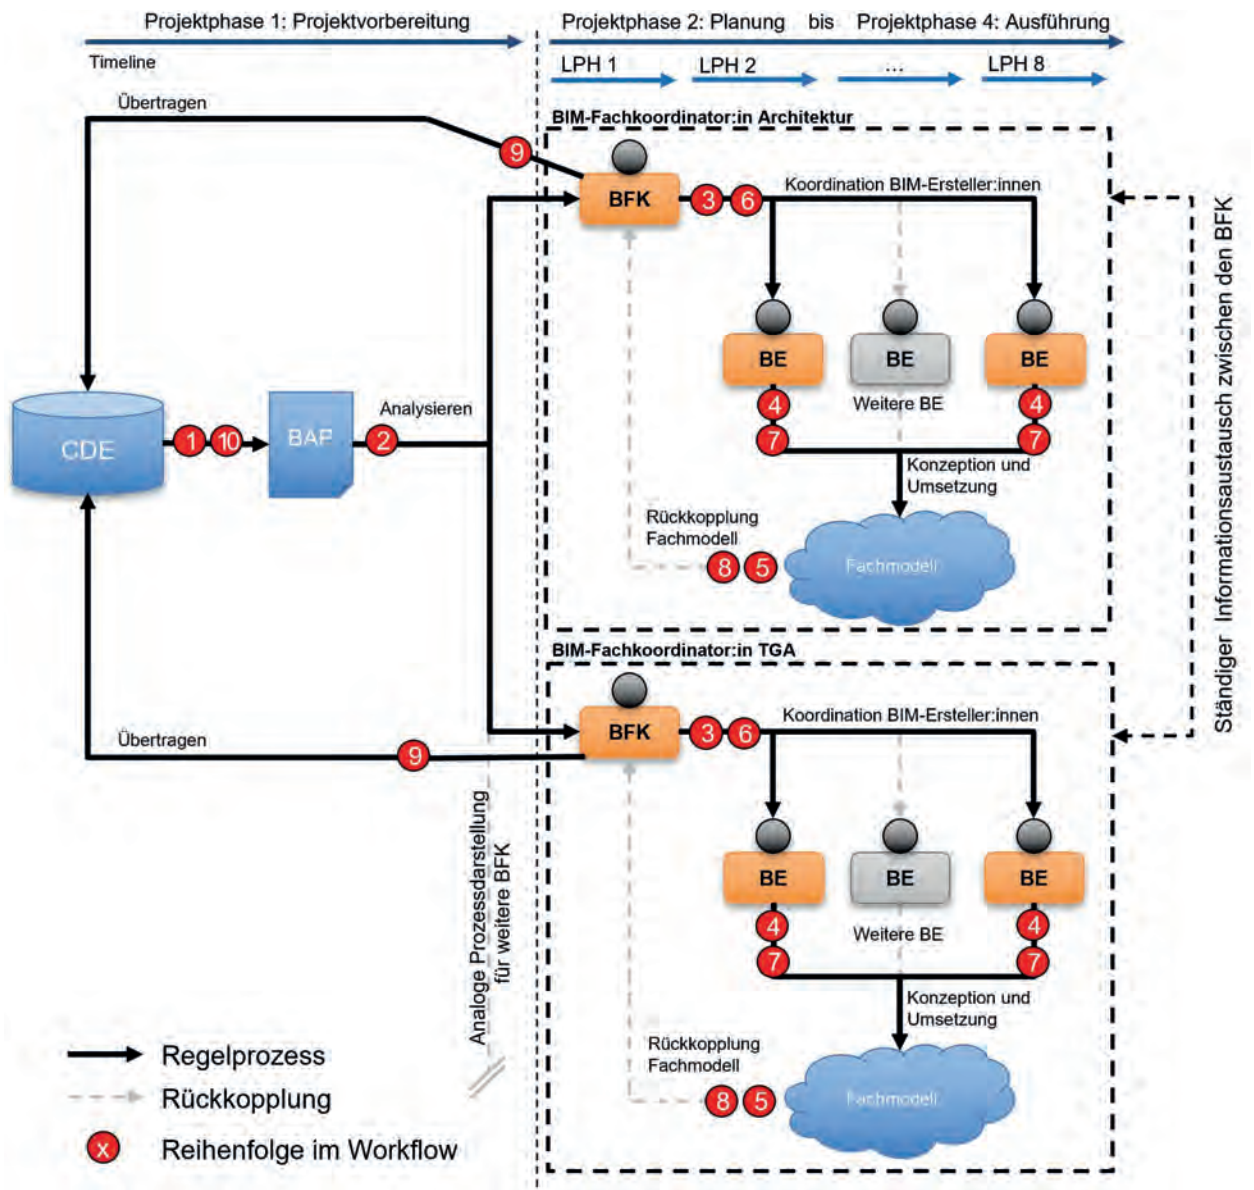 Projektphase 1: Projektvorbereitung
Projektphase 2: Planung bis Projektphase 4: Ausführung
Timeline
LPH 1
LPH 2
...
LPH 8
Übertragen
BIM-Fachkoordinator:in Architektur
9
BFK
3 6
Koordination BIM-Ersteller:innen
BE
BE
BE
Weitere BE
4
4
7
7
Konzeption und
Umsetzung
Rückkopplung
Fachmodell
8 5
Fachmodell
CDE
1 10
BAP
2
Analysieren
Ständiger Informationsaustausch zwischen den BFK
BIM-Fachkoordinator:in TGA
Übertragen
9
BFK
3 6
Koordination BIM-Ersteller:innen
BE
BE
BE
Weitere BE
4
4
7
7
Konzeption und
Umsetzung
Rückkopplung
Fachmodell
8 5
Fachmodell
Analoge Prozessdarstellung
für weitere BFK
Regelprozess
Rückkopplung
x Reihenfolge im Workflow